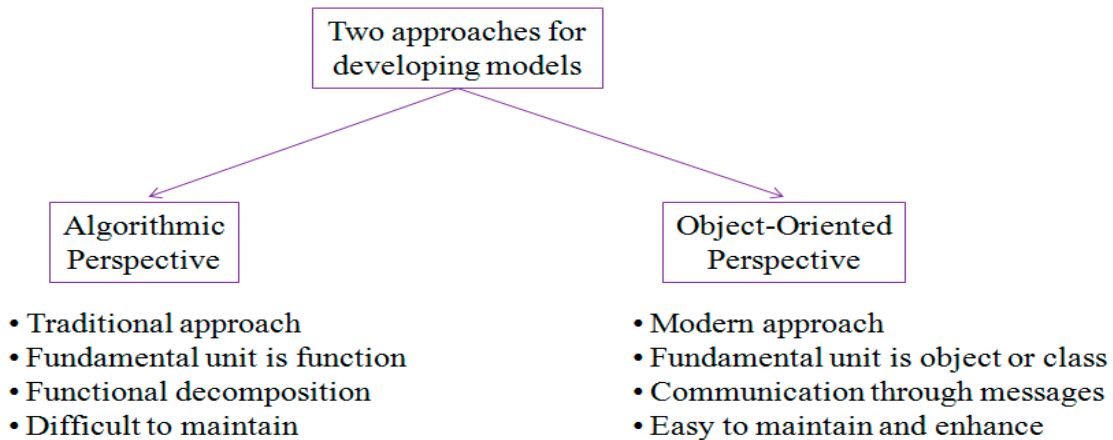 Two approaches for
developing models
Algorithmic
Perspective
Object-Oriented
Perspective
• Traditional approach
• Fundamental unit is function
• Functional decomposition
• Difficult to maintain
• Modern approach
• Fundamental unit is object or class
• Communication through messages
• Easy to maintain and enhance